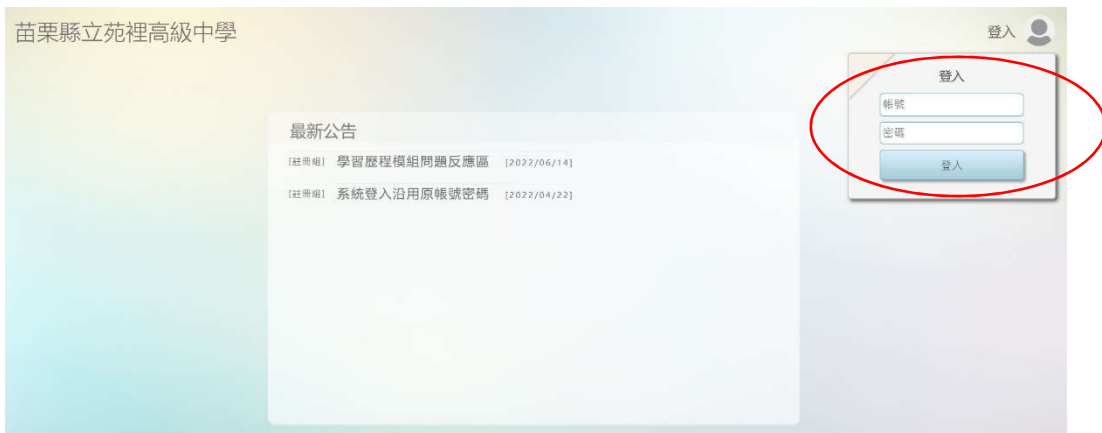 苗栗縣立苑裡高級中學
登入
登入
帳號
密碼
登入
最新公告
[註冊組] 學習歷程模組問題反應區 [2022/06/14]
[註冊組] 系統登入沿用原帳號密碼 [2022/04/22]